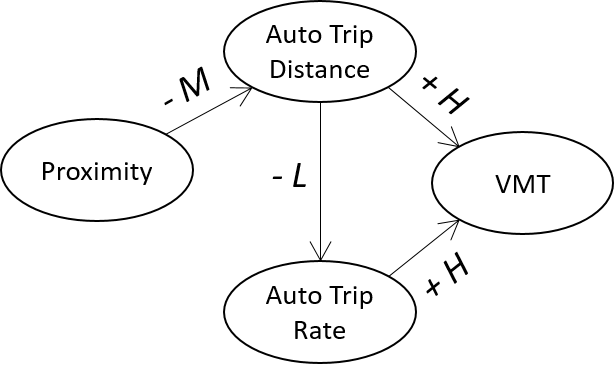 Auto Trip
Distance
- M
+ H
Proximity
- L
VMT
Auto Trip
Rate
+ H